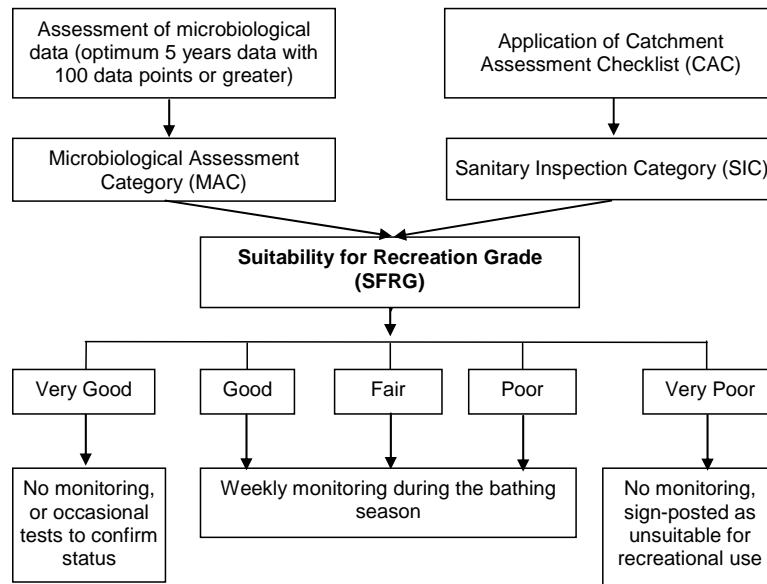 Assessment of microbiological
data (optimum 5 years data with
100 data points or greater)
Application of Catchment
Assessment Checklist (CAC)
Microbiological Assessment
Category (MAC)
Sanitary Inspection Category (SIC)
Suitability for Recreation Grade
(SFRG)
Very Good
Good
Fair
Poor
Very Poor
No monitoring,
or occasional
tests to confirm
status
Weekly monitoring during the bathing
season
No monitoring,
sign-posted as
unsuitable for
recreational use